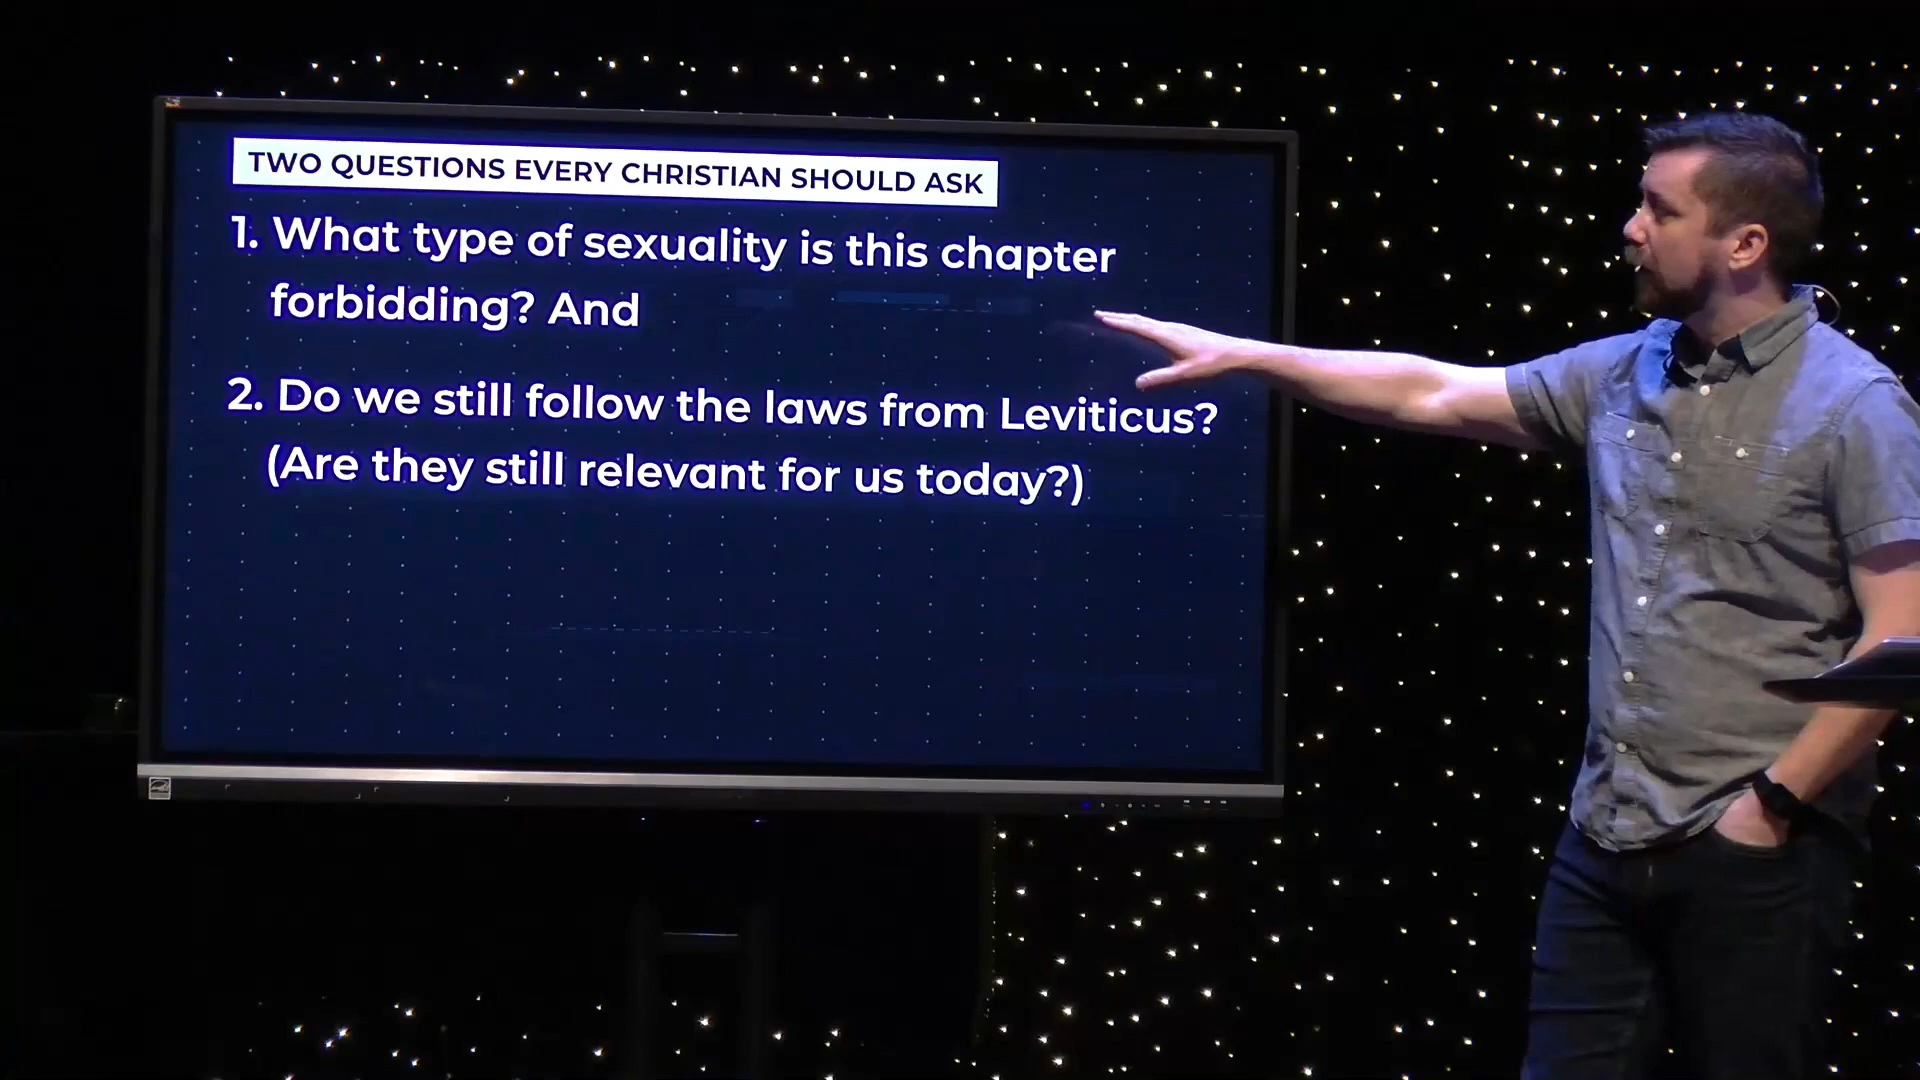 TWO QUESTIONS EVERY CHRISTIAN SHOULD ASK
1. What type of sexuality is this chapter
forbidding? And
2. Do we still follow the laws from Leviticus?
(Are they still relevant for us today?)